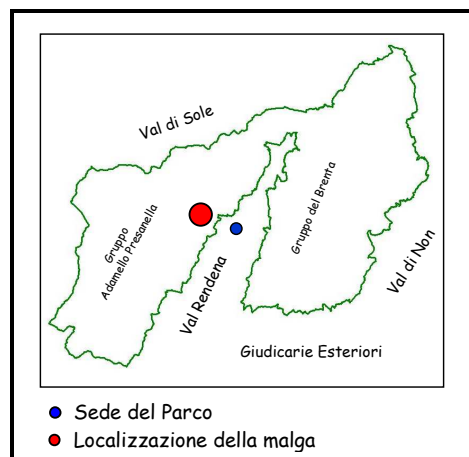 Val di Sole
Gruppo
Adamello Presanella
Gruppo del Brenta
Val di Non
Val Rendena
Giudicarie Esteriori
Sede del Parco
Localizzazione della malga